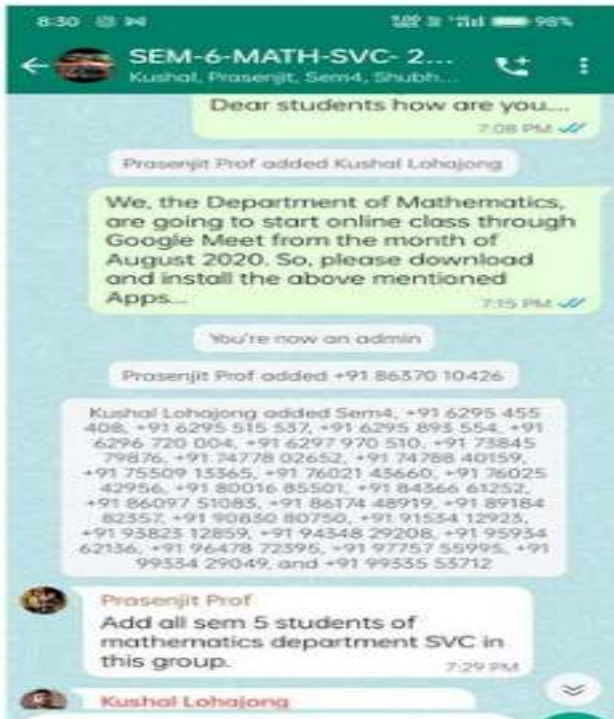 8:30
98%
SEM-6-MATH-SVC- 2...
Kushal, Prasenjit, Sem4, Shubh...
Dear students how are you....
7:08 PM
Prasenjit Prof added Kushal Lohajong
We, the Department of Mathematics,
are going to start online class through
Google Meet from the month of
August 2020. So, please download
and install the above mentioned
Apps...
7:15 PM
You're now an admin
Prasenjit Prof added +91 86370 10426
Kushal Lohajong added Sem4, +91 6295 455
408, +91 6295 515 537, +91 6295 893 554, +91
6296 720 004, +91 6297 970 510, +91 73845
79876, +91 74778 02652, +91 74788 40159,
+91 75509 13365, +91 76021 43660, +91 76025
42956, +91 80016 85501, +91 84366 61252,
+91 86097 51083, +91 86174 48919, +91 89184
82357, +91 90830 80750, +91 91534 12923,
+91 93823 12859, +91 94348 29208, +91 95934
62136, +91 96478 72395, +91 97757 55995, +91
99334 29049, and +91 99335 53712
Prasenjit Prof
Add all sem 5 students of
mathematics department SVC in
this group.
7:29 PM
Kushal Lohajong